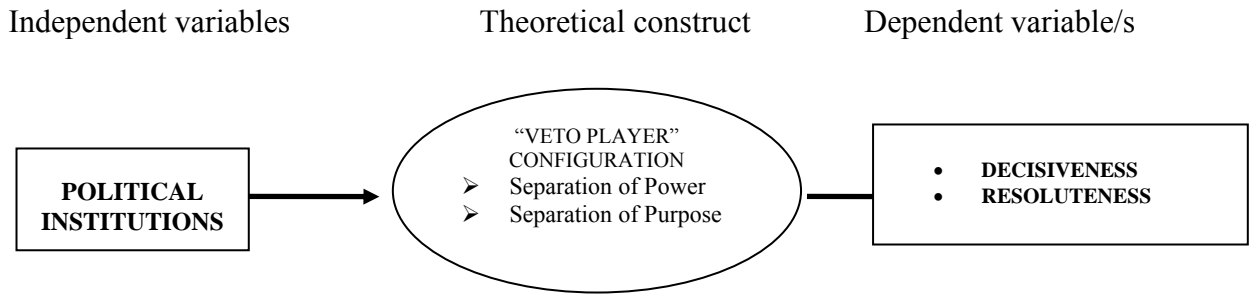 Independent variables
Theoretical construct
Dependent variable/s
POLITICAL
INSTITUTIONS
“VETO PLAYER”
CONFIGURATION
➢ Separation of Power
➢ Separation of Purpose
• DECISIVENESS
• RESOLUTENESS